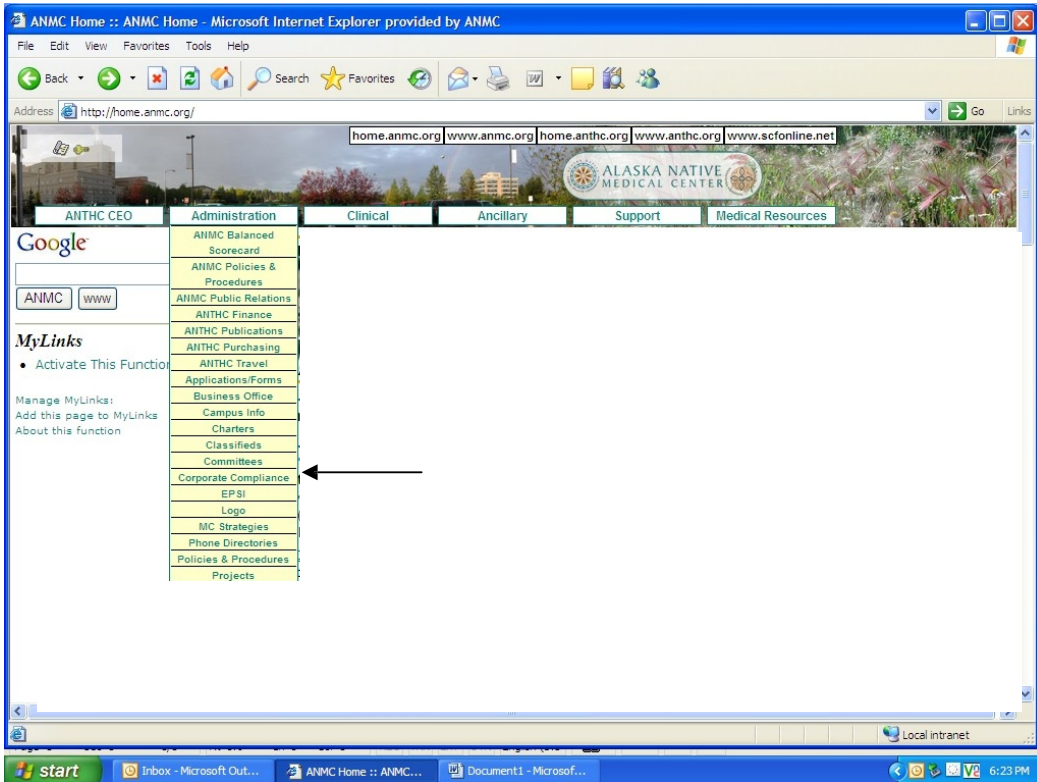 ANMC Home :: ANMC Home - Microsoft Internet Explorer provided by ANMC
File Edit View Favorites Tools Help
Back Search Favorites
Address http://home.anmc.org/ Go Links
home.anmc.org www.anmc.org home.anthc.org www.anthc.org www.scfonline.net
ALASKA NATIVE
MEDICAL CENTER
ANTHC CEO Administration Clinical Ancillary Support Medical Resources
Google
ANMC www
MyLinks
Activate This Function
Manage MyLinks:
Add this page to MyLinks
About this function
ANMC Balanced
Scorecard
ANMC Policies &
Procedures
ANMC Public Relations
ANTHC Finance
ANTHC Publications
ANTHC Purchasing
ANTHC Travel
Applications/Forms
Business Office
Campus Info
Charters
Classifieds
Committees
Corporate Compliance
EPSI
Logo
MC Strategies
Phone Directories
Policies & Procedures
Projects
Local intranet
start Inbox - Microsoft Out... ANMC Home :: ANMC... Document1 - Microsof... 6:23 PM